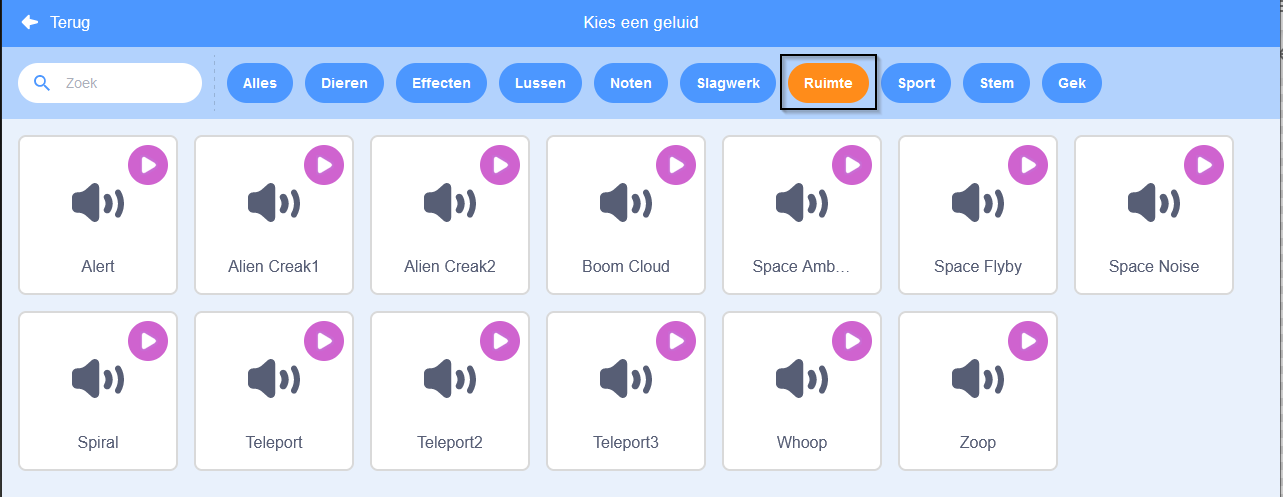 Terug
Kies een geluid
Zoek
Alles Dieren Effecten Lussen Noten Slagwerk Ruimte Sport Stem Gek
Alert Alien Creak1 Alien Creak2 Boom Cloud Space Amb... Space Flyby Space Noise
Spiral Teleport Teleport2 Teleport3 Whoop Zoop